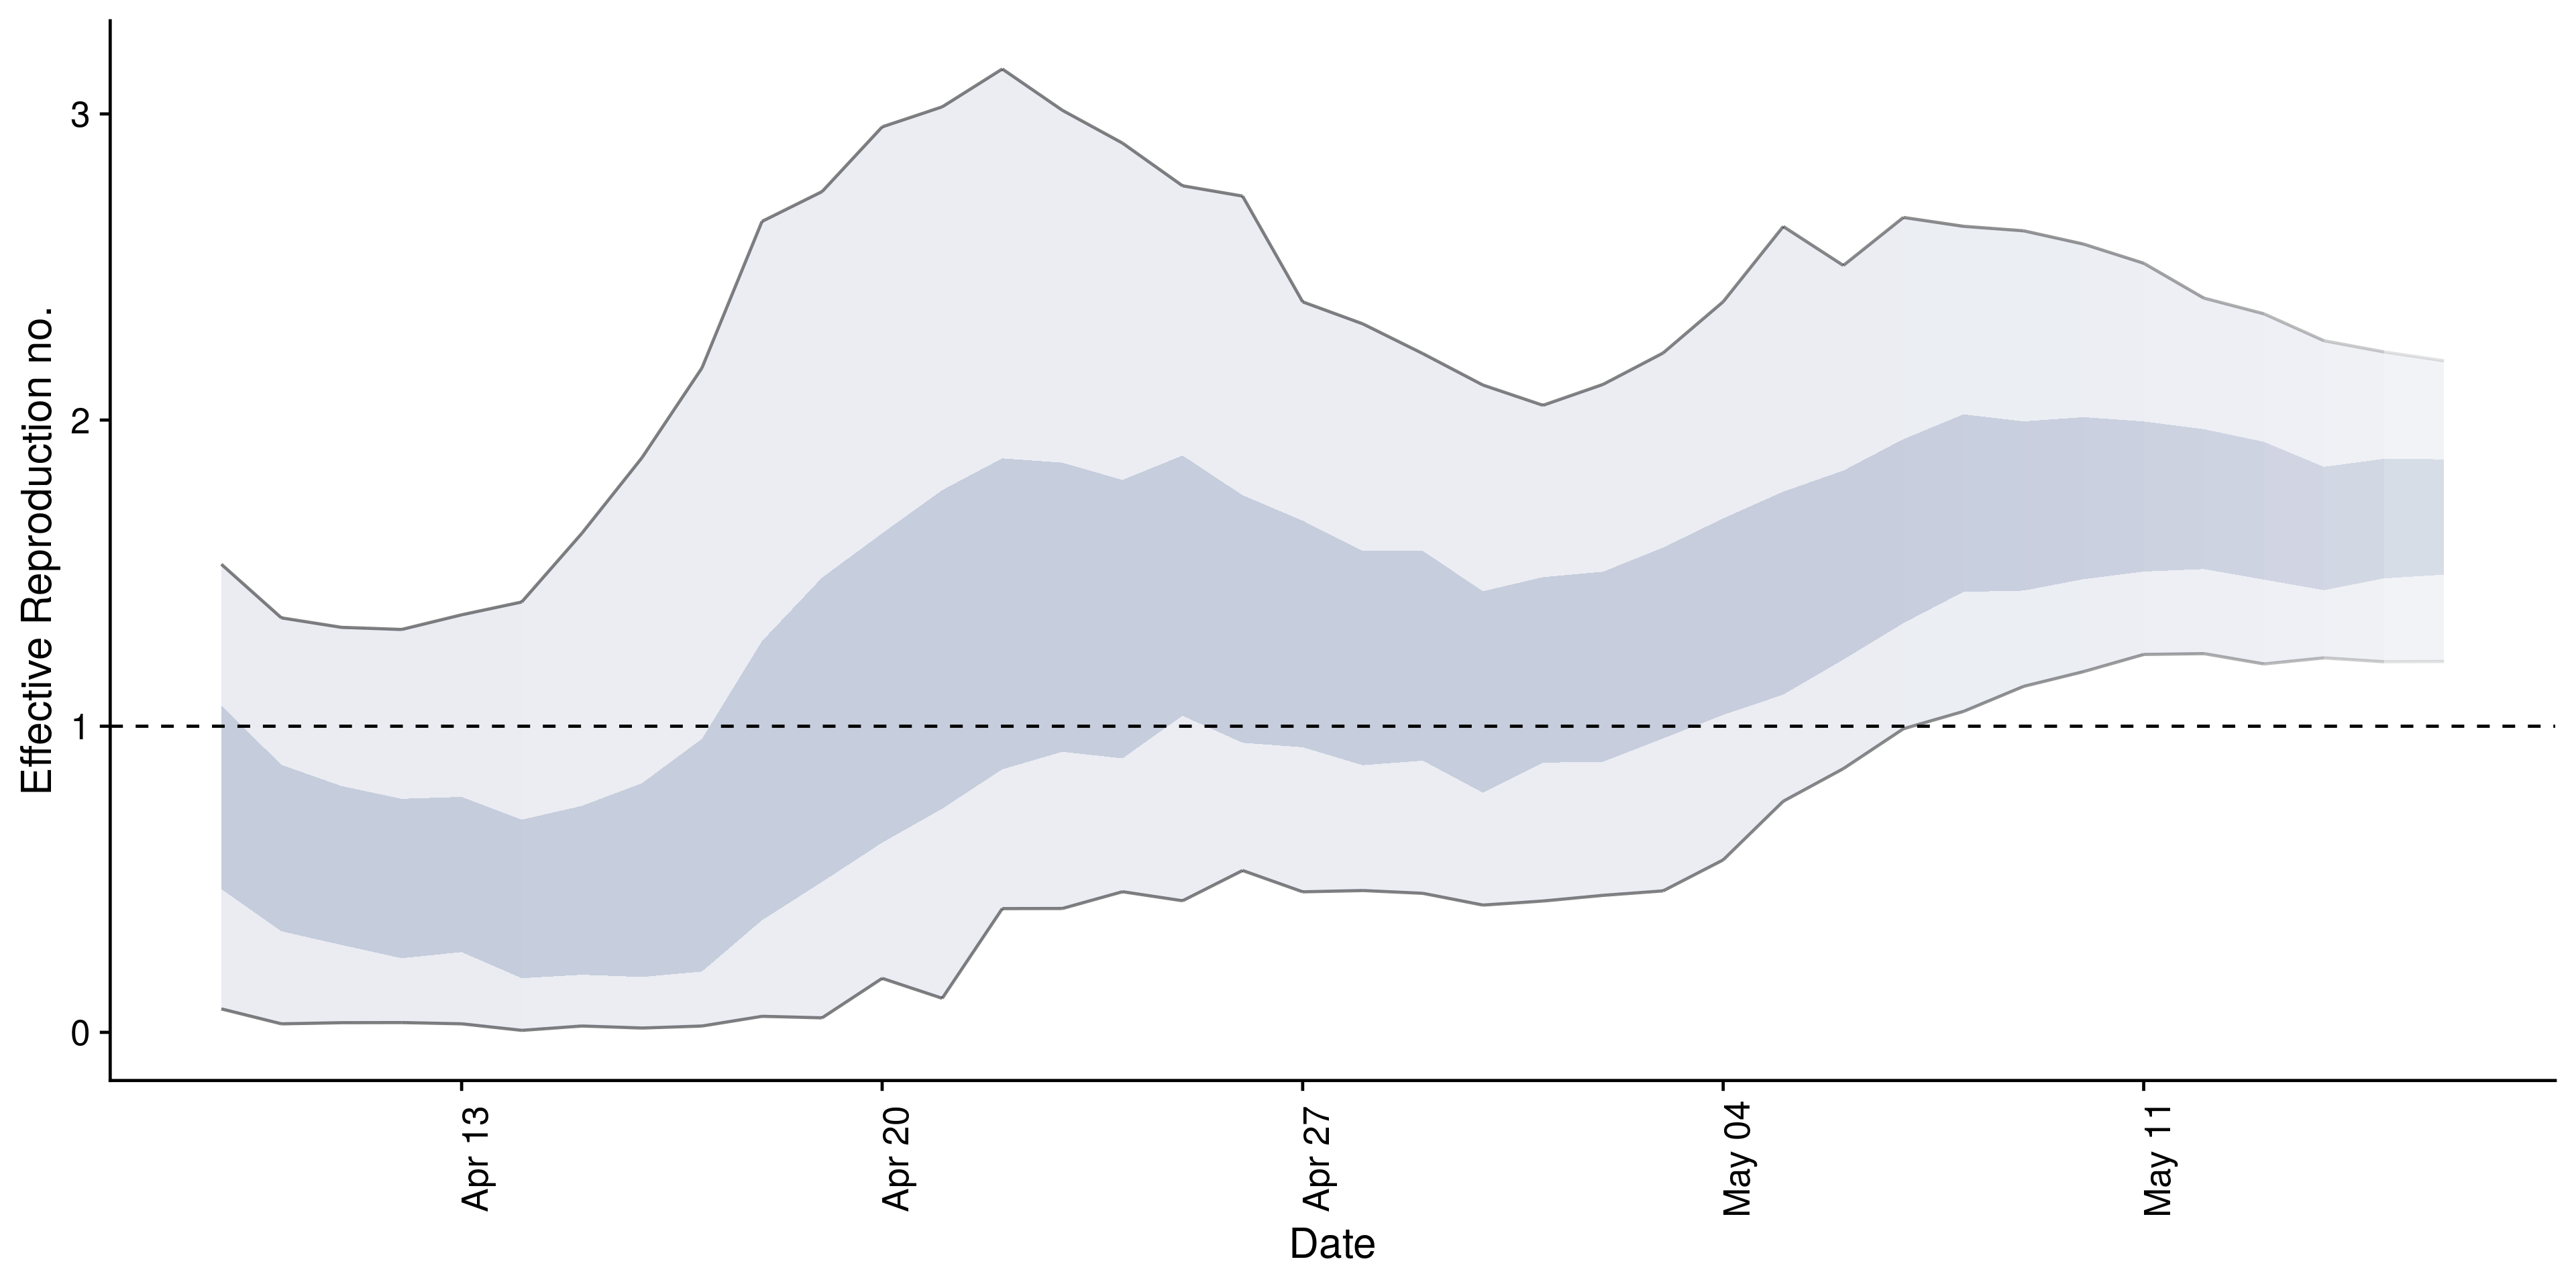 Effective Reproduction no.
3
2
1
0
Apr 13
Apr 20
Apr 27
May 04
May 11
Date